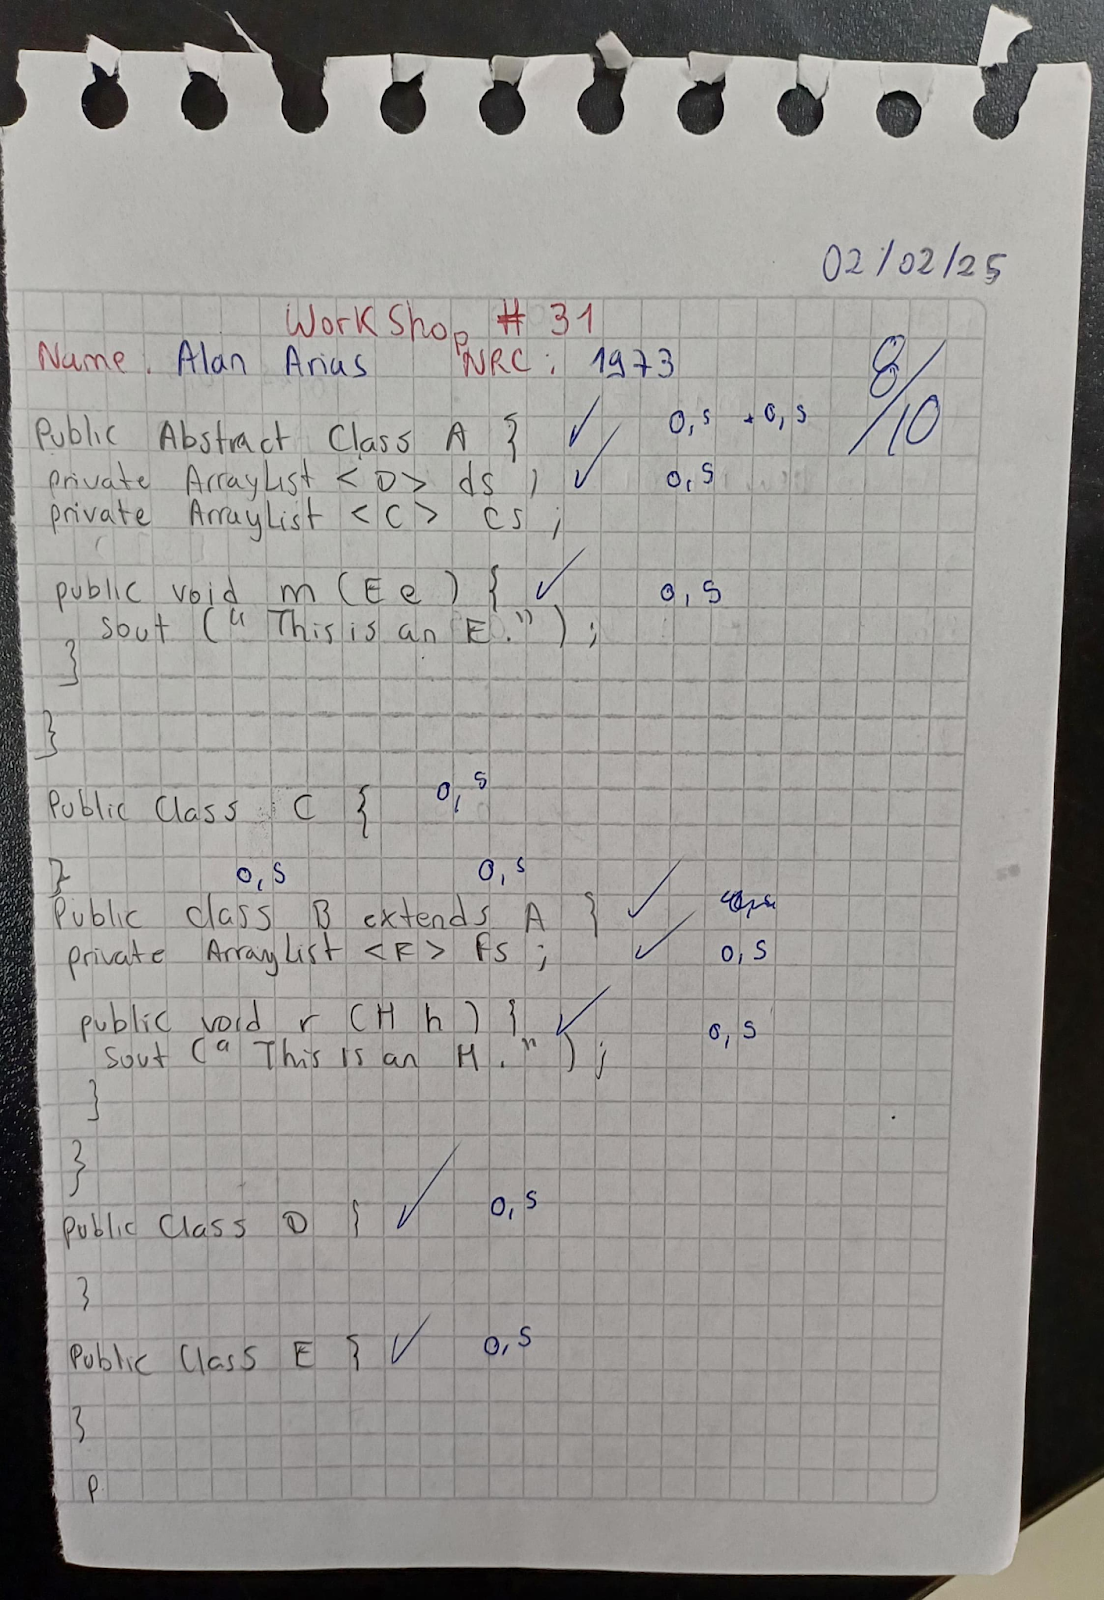 02/02/25
WorkShop # 31
Name. Alan Arias NRC: 1973
8/10
Public Abstract Class A { 0,5 + 0,5
private ArrayList <D> ds ; 0,5
private ArrayList <C> cs ;
public void m (E e) { 0,5
sout (" This is an E.") ;
}
}
Public Class C { 0,5
}
0,5 0,5
Public class B extends A {
private ArrayList <F> fs ; 0,5
public void r (H h) { 0,5
sout (" This Is an H." ) ;
}
}
Public Class D { 0,5
}
Public Class E { 0,5
}
P